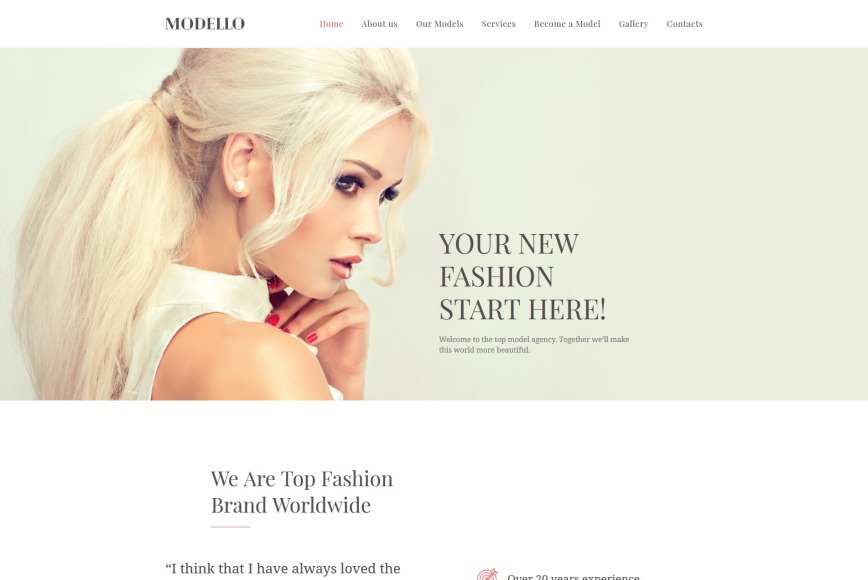 MODELLO
Home About us Our Models Services Become a Model Gallery Contacts
YOUR NEW
FASHION
START HERE!
Welcome to the top model agency. Together we'll make
this world more beautiful.
We Are Top Fashion
Brand Worldwide
“I think that I have always loved the
Over 20 years experience